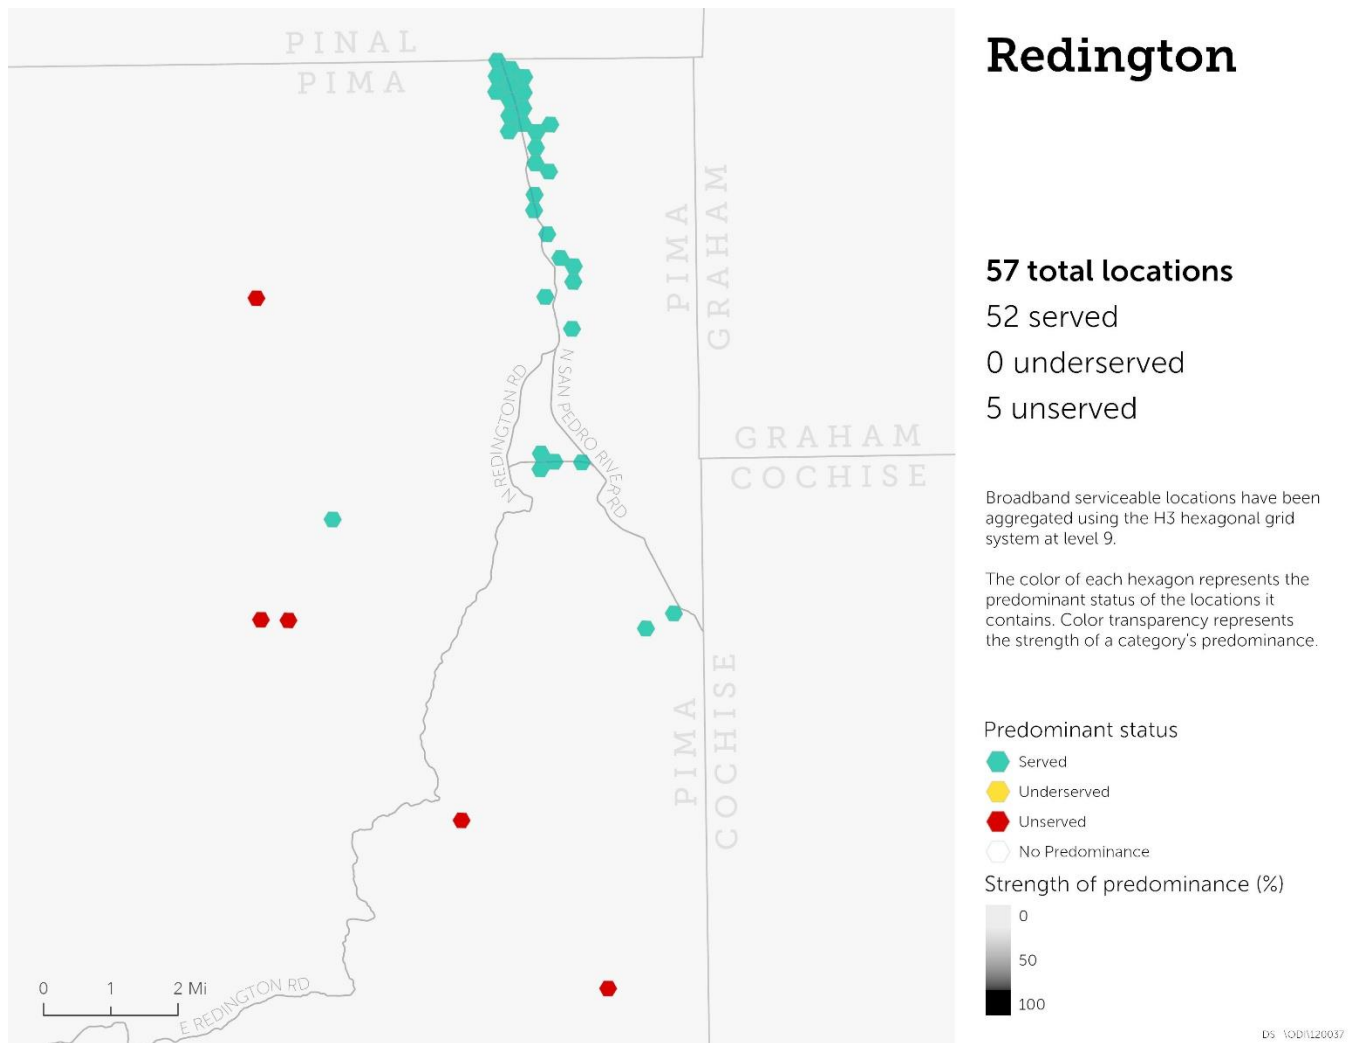 Redington
57 total locations
52 served
0 underserved
5 unserved
Broadband serviceable locations have been
aggregated using the H3 hexagonal grid
system at level 9.
The color of each hexagon represents the
predominant status of the locations it
contains. Color transparency represents
the strength of a category's predominance.
Predominant status
Served
Underserved
Unserved
No Predominance
Strength of predominance (%)
0
50
100
PINAL
PIMA
PIMA
GRAHAM
GRAHAM
COCHISE
PIMA
COCHISE
N REDINGTON RD
N SAN PEDRO RIVER RD
E REDINGTON RD
0 1 2 Mi